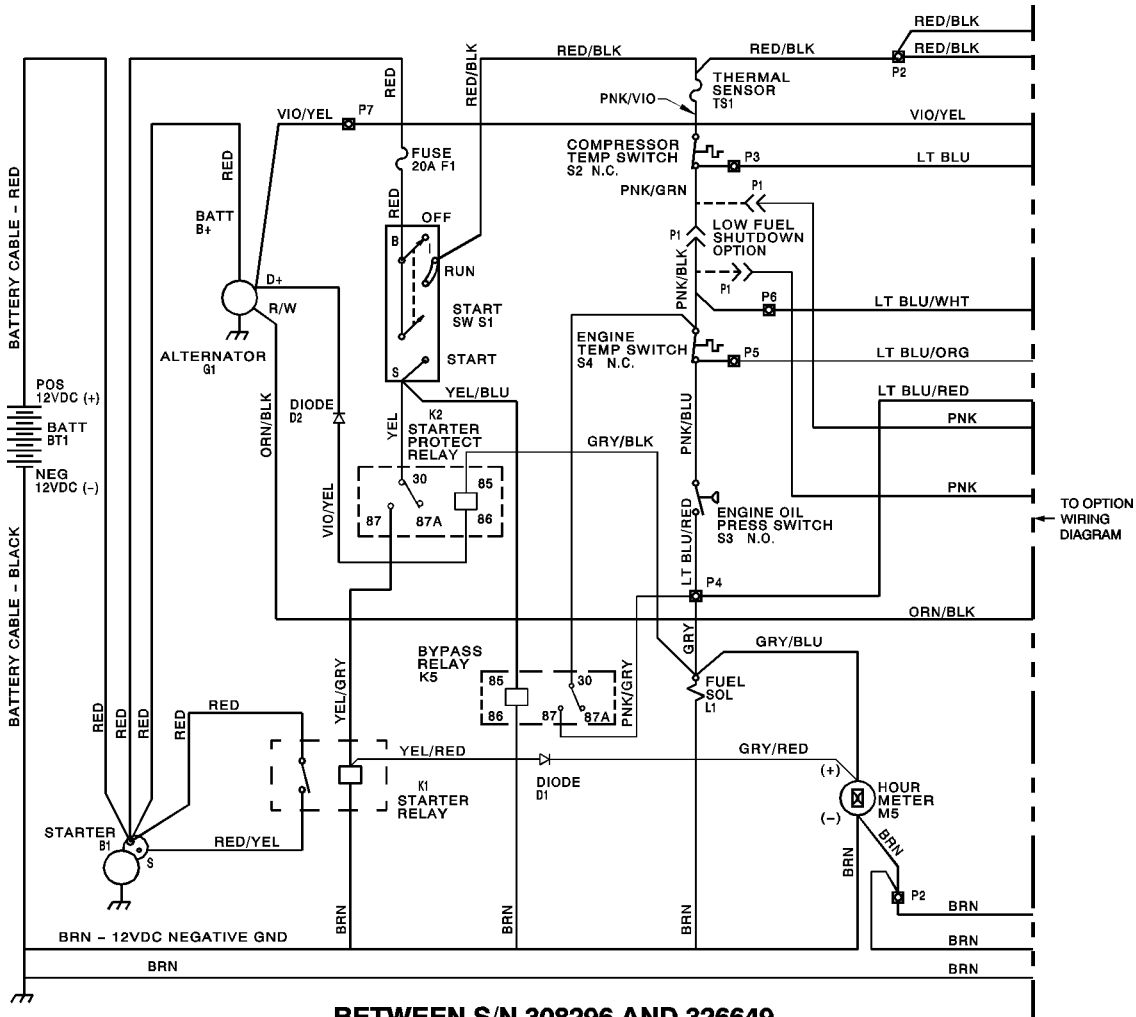 RED/BLK
RED/BLK
RED/BLK
RED/BLK
P2
RED/BLK
RED
THERMAL
SENSOR
TS1
PNK/VIO
VIO/YEL
P7
VIO/YEL
COMPRESSOR
TEMP SWITCH
S2 N.C.
P3
LT BLU
FUSE
20A F1
RED
BATTERY CABLE - RED
PNK/GRN
P1
RED
OFF
BATT
B+
B
P1
LOW FUEL
SHUTDOWN
OPTION
RUN
D+
PNK/BLK
P1
P6
LT BLU/WHT
R/W
START
SW S1
ENGINE
TEMP SWITCH
S4 N.C.
P5
LT BLU/ORG
ALTERNATOR
G1
START
S
POS
12VDC (+)
YEL/BLU
LT BLU/RED
DIODE
D2
K2
STARTER
PROTECT
RELAY
BATT
BT1
ORN/BLK
YEL
GRY/BLK
PNK/BLU
PNK
NEG
12VDC (-)
30
85
87
87A
86
VIO/YEL
PNK
ENGINE OIL
PRESS SWITCH
S3 N.O.
TO OPTION
WIRING
DIAGRAM
BATTERY CABLE - BLACK
LT BLU/RED
P4
ORN/BLK
GRY
GRY/BLU
BYPASS
RELAY
K5
YEL/GRY
85
30
86
87
87A
PNK/GRY
FUEL
SOL
L1
RED
RED
RED
RED
RED
YEL/RED
GRY/RED
K1
STARTER
RELAY
DIODE
D1
(+)
HOUR
METER
M5
(-)
STARTER
B1
S
RED/YEL
BRN
BRN
P2
BRN
BRN
BRN
BRN
BRN - 12VDC NEGATIVE GND
BRN
BRN
BRN
BETWEEN S/N 308296 AND 326649